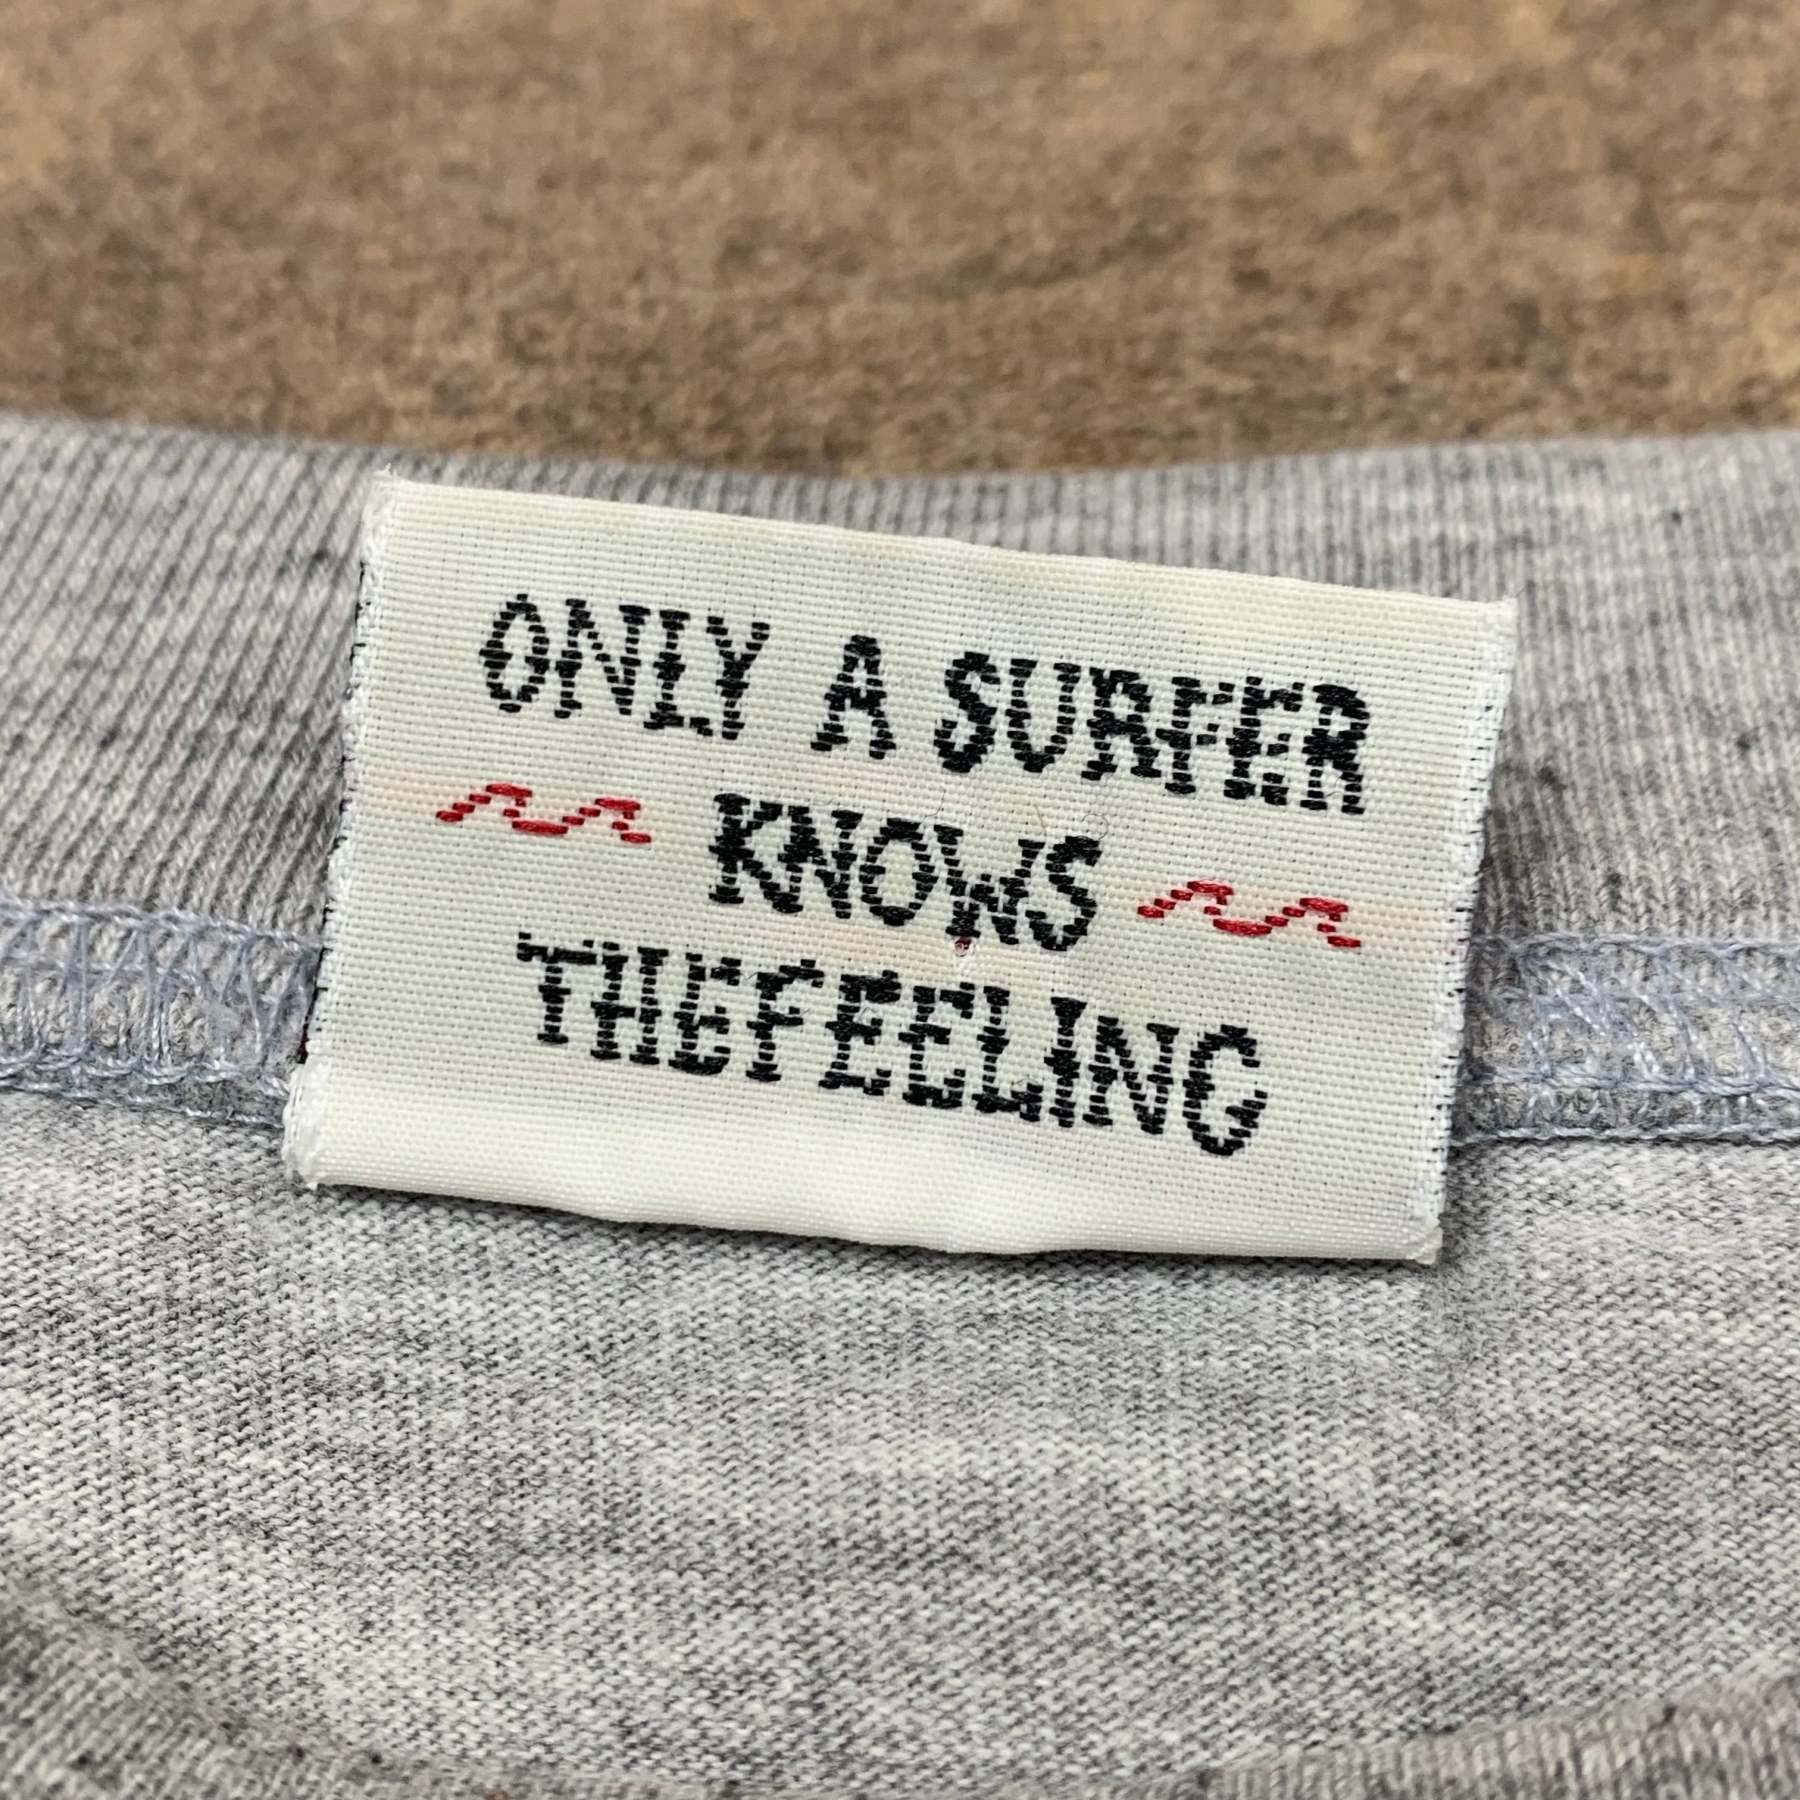 ONLY A SURFER
KNOWS
THEFEELING